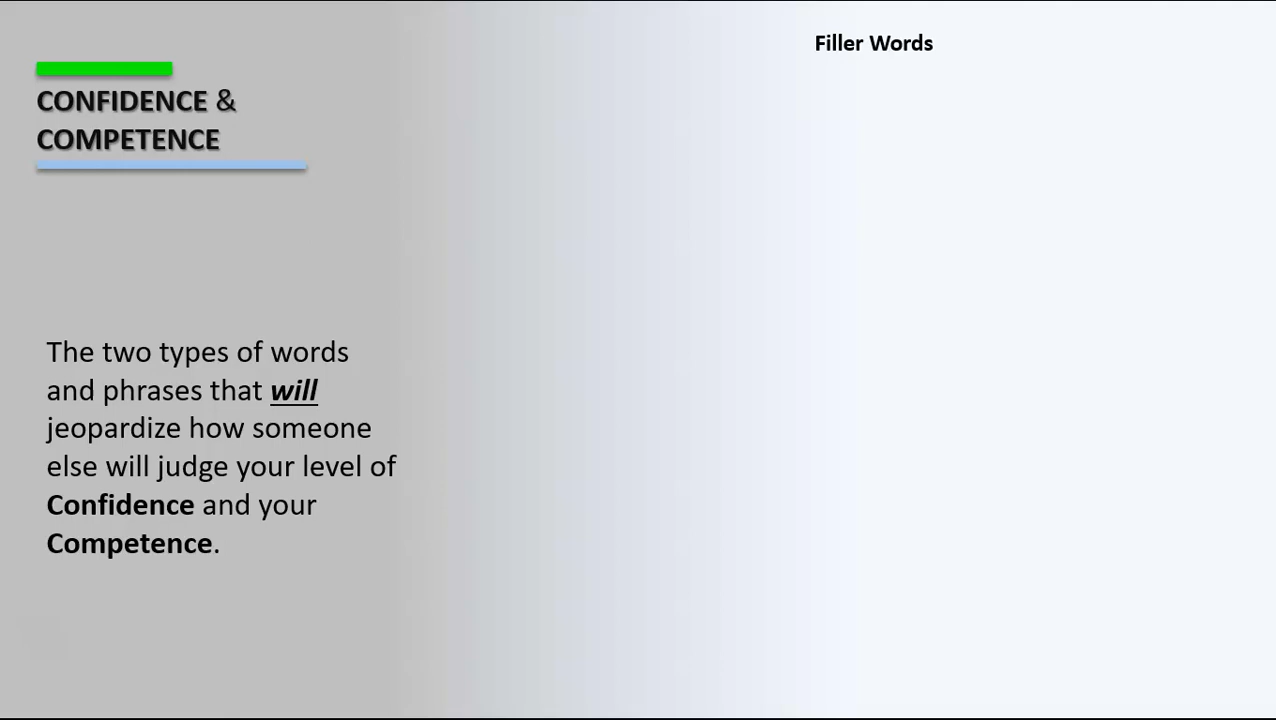 CONFIDENCE &
COMPETENCE
The two types of words
and phrases that will
jeopardize how someone
else will judge your level of
Confidence and your
Competence.
Filler Words